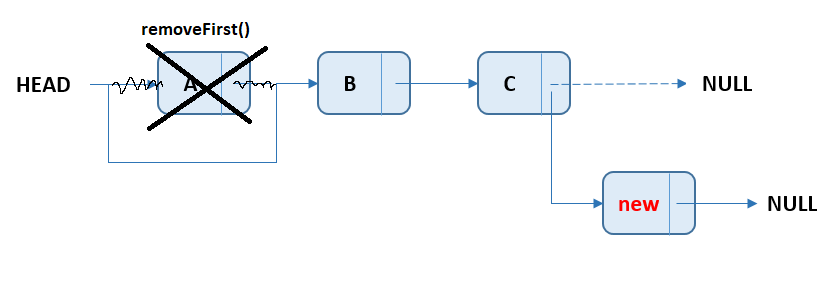 removeFirst()
HEAD
A
B
C
NULL
new
NULL